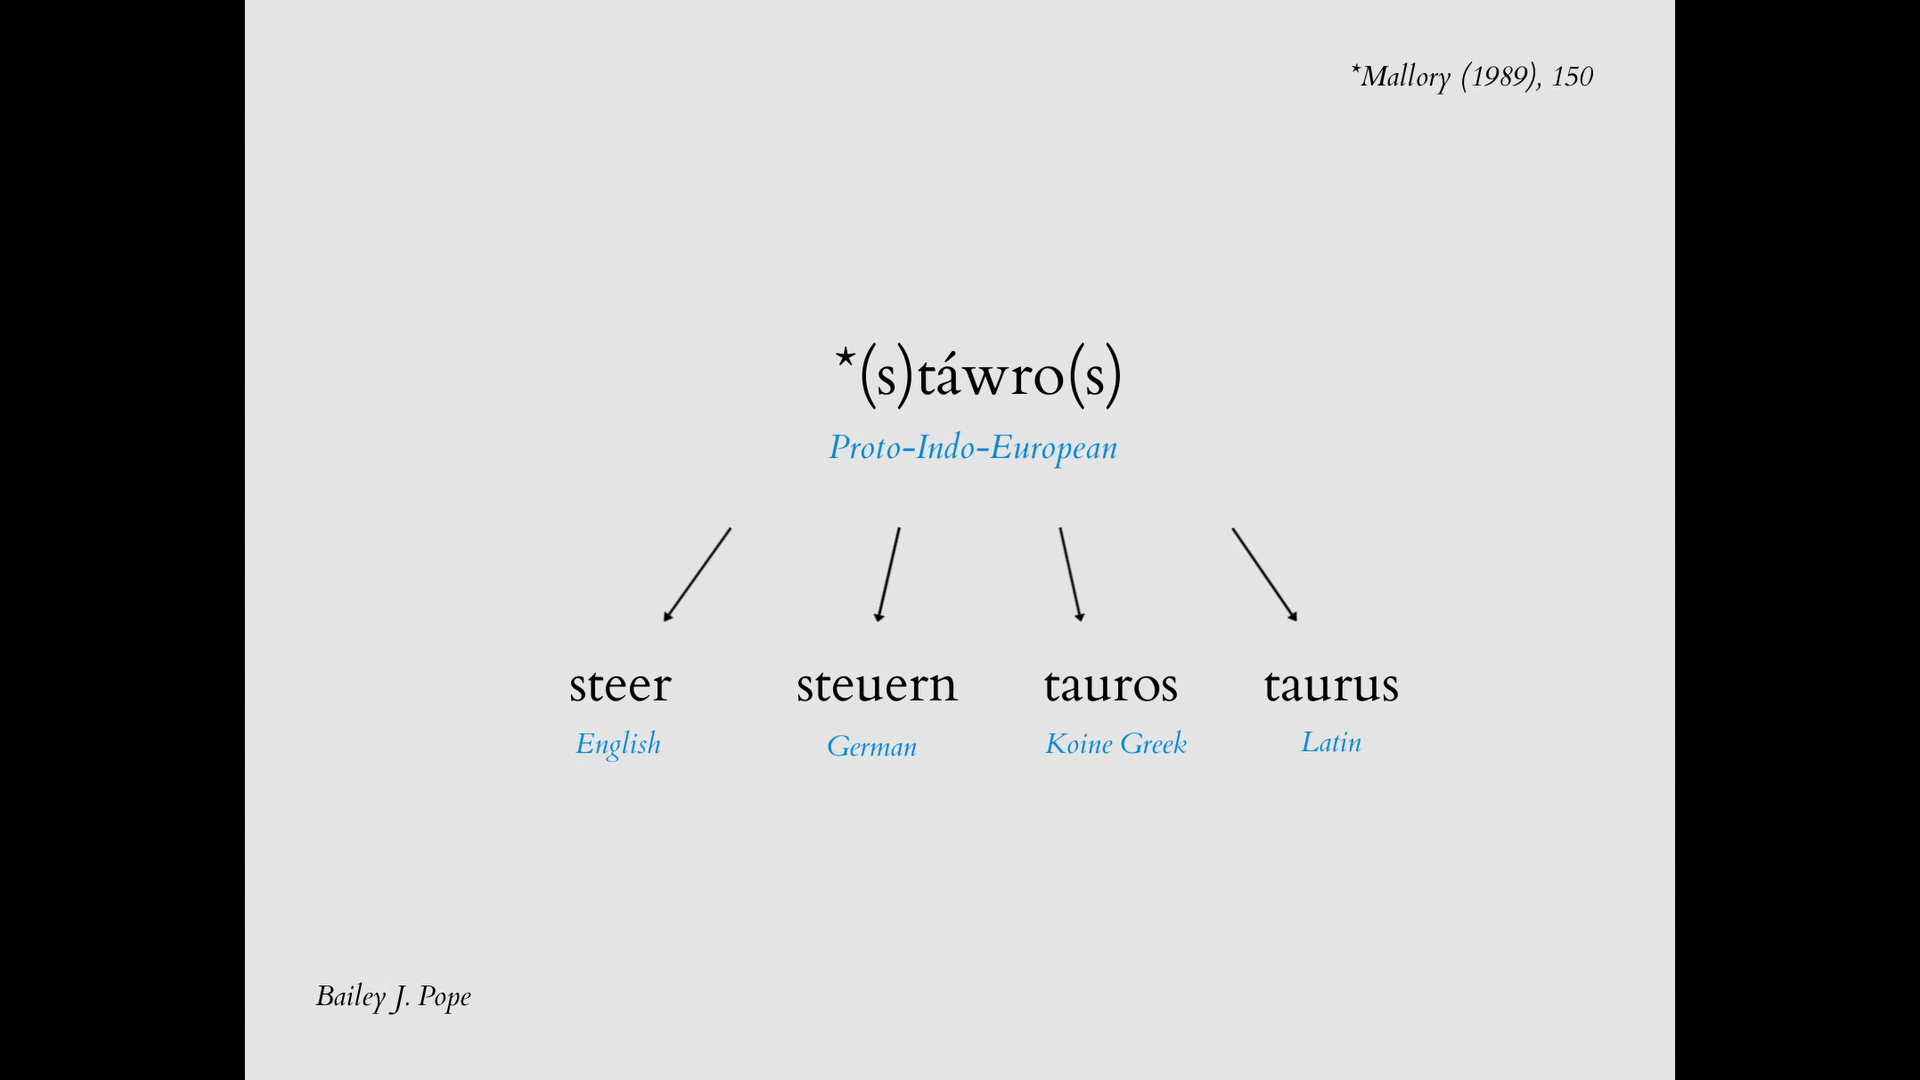 *Mallory (1989), 150
*(s)táwro(s)
Proto-Indo-European
steer steuern tauros taurus
English German Koine Greek Latin
Bailey J. Pope